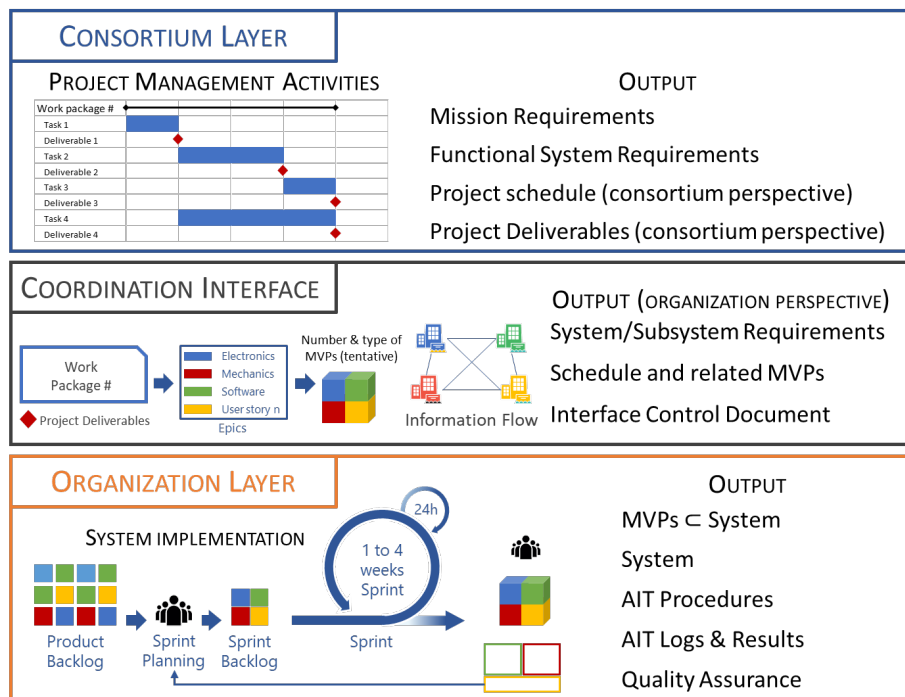 CONSORTIUM LAYER
PROJECT MANAGEMENT ACTIVITIES
Work package #
Task 1
Deliverable 1
Task 2
Deliverable 2
Task 3
Deliverable 3
Task 4
Deliverable 4
OUTPUT
Mission Requirements
Functional System Requirements
Project schedule (consortium perspective)
Project Deliverables (consortium perspective)
COORDINATION INTERFACE
Work
Package #
Project Deliverables
Electronics
Mechanics
Software
User story n
Epics
Number & type
of MVPs (tentative)
Information Flow
OUTPUT (ORGANIZATION PERSPECTIVE)
System/Subsystem Requirements
Schedule and related MVPs
Interface Control Document
ORGANIZATION LAYER
SYSTEM IMPLEMENTATION
Product
Backlog
Sprint
Planning
Sprint
Backlog
24h
1 to 4
weeks
Sprint
Sprint
OUTPUT
MVPs ⊂ System
System
AIT Procedures
AIT Logs & Results
Quality Assurance